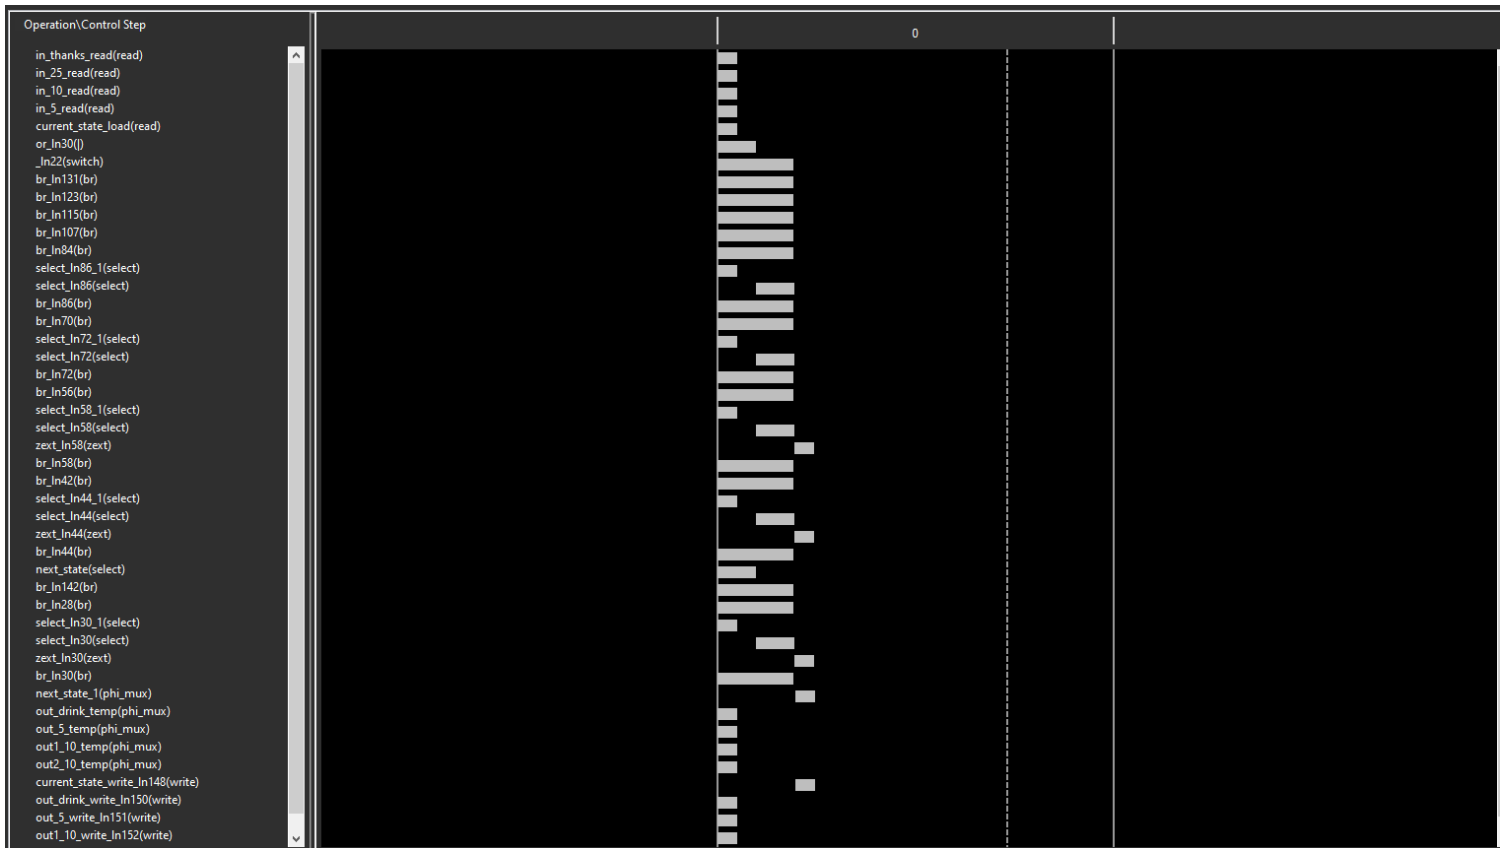 Operation\Control Step
0
in_thanks_read(read)
in_25_read(read)
in_10_read(read)
in_5_read(read)
current_state_load(read)
or_ln30(|)
_ln22(switch)
br_ln131(br)
br_ln123(br)
br_ln115(br)
br_ln107(br)
br_ln84(br)
select_ln86_1(select)
select_ln86(select)
br_ln86(br)
br_ln70(br)
select_ln72_1(select)
select_ln72(select)
br_ln72(br)
br_ln56(br)
select_ln58_1(select)
select_ln58(select)
zext_ln58(zext)
br_ln58(br)
br_ln42(br)
select_ln44_1(select)
select_ln44(select)
zext_ln44(zext)
br_ln44(br)
next_state(select)
br_ln142(br)
br_ln28(br)
select_ln30_1(select)
select_ln30(select)
zext_ln30(zext)
br_ln30(br)
next_state_1(phi_mux)
out_drink_temp(phi_mux)
out_5_temp(phi_mux)
out1_10_temp(phi_mux)
out2_10_temp(phi_mux)
current_state_write_ln148(write)
out_drink_write_ln150(write)
out_5_write_ln151(write)
out1_10_write_ln152(write)